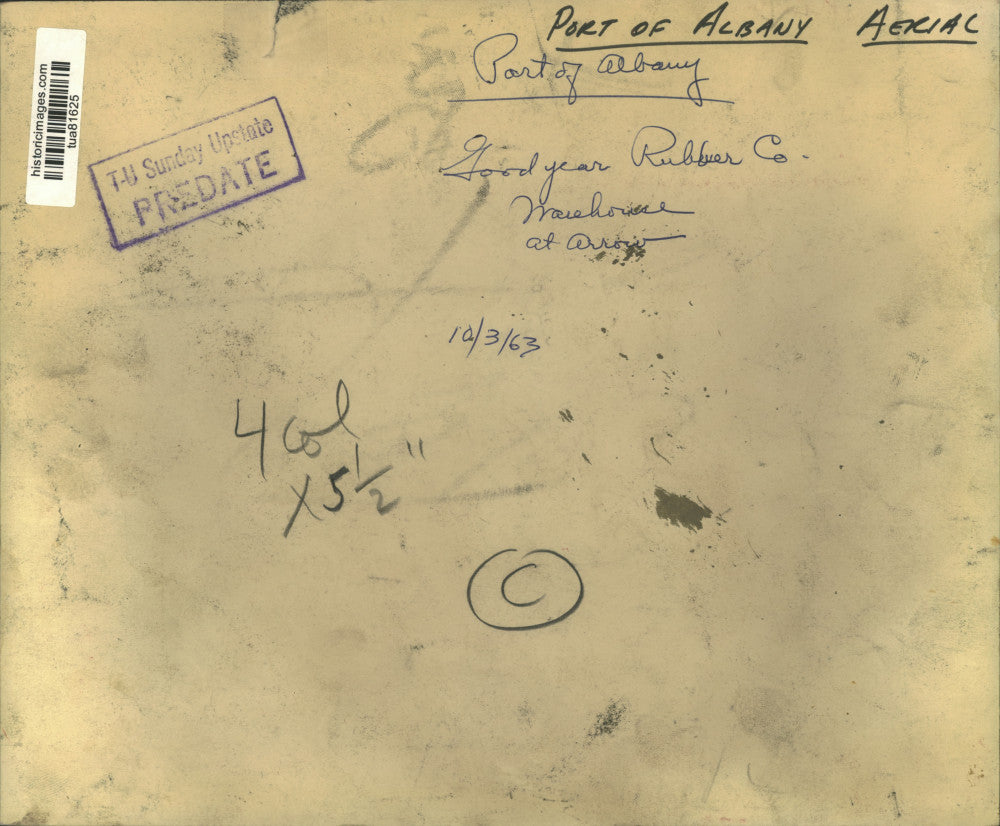 PORT OF ALBANY AERIAL
Port of Albany
Goodyear Rubber Co.
Warehouse
at Arrow
10/3/63
historicimages.com
tua81625
T-U Sunday Upstate
PREDATE
4 col
X 5 1/2"
C